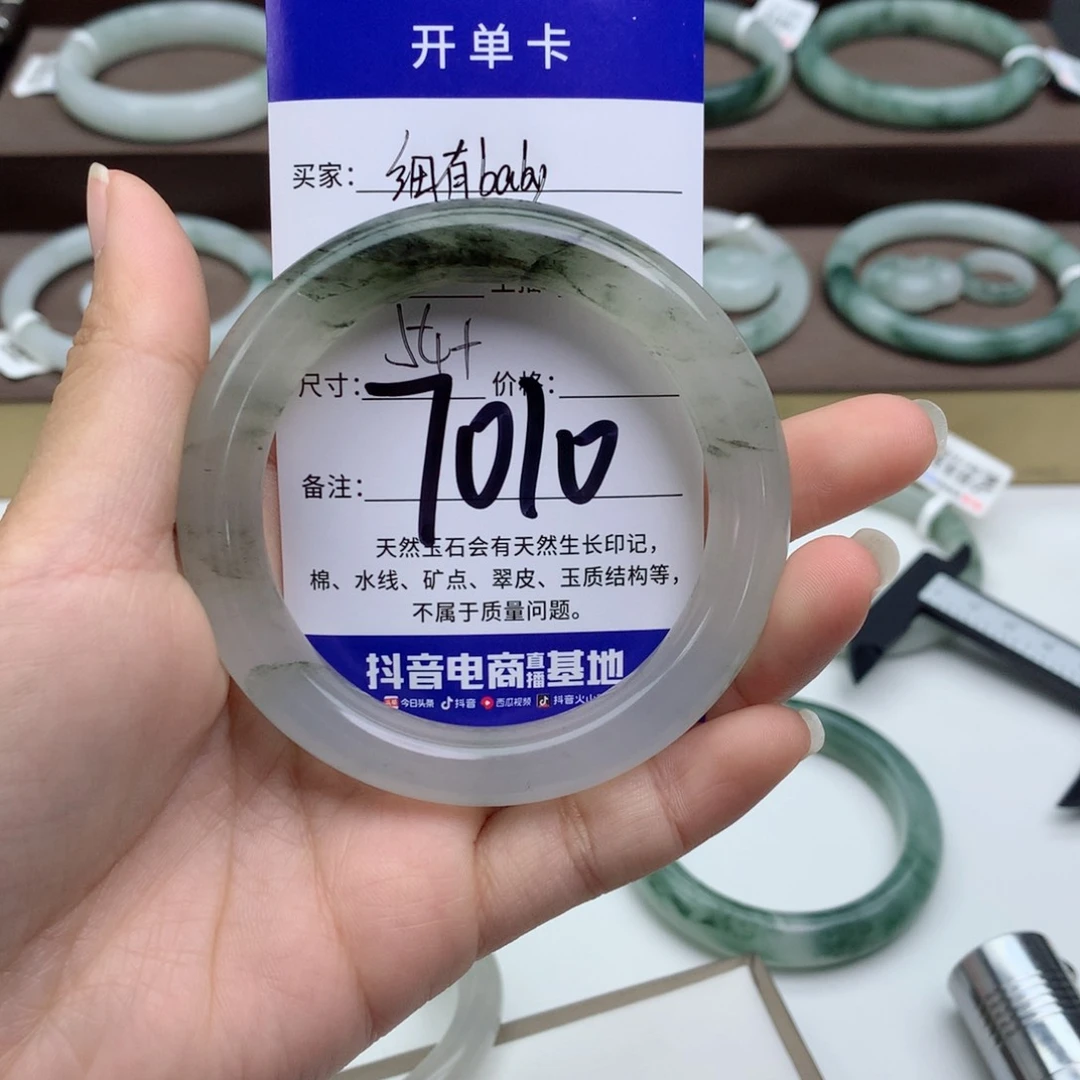 开单卡
买家：细有baby
54+
尺寸： 价格：
7010
备注：
天然玉石会有天然生长印记，
棉、水线、矿点、翠皮、玉质结构等，
不属于质量问题。
抖音电商直播基地
今日头条 抖音 西瓜视频 抖音火山